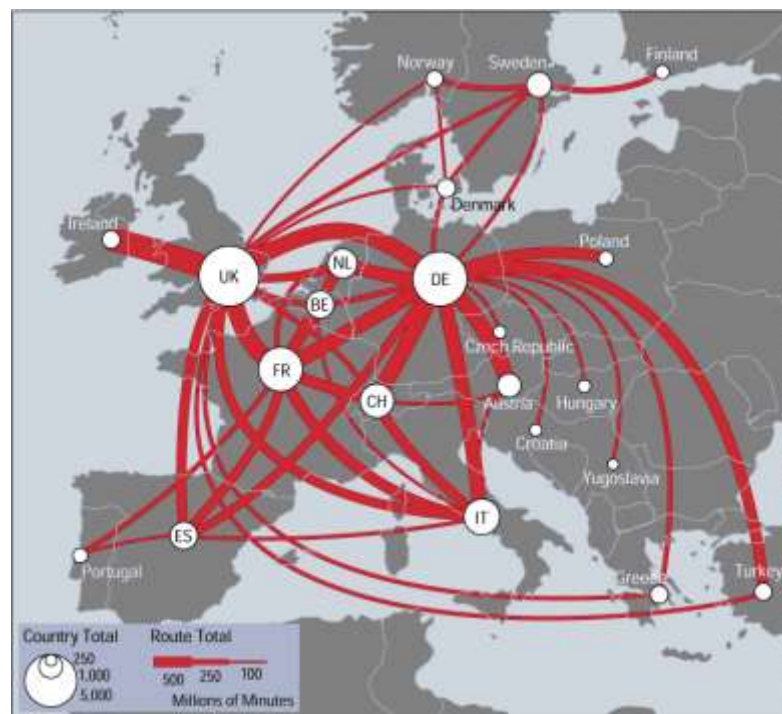 Norway
Sweden
Finland
Denmark
Ireland
UK
NL
DE
Poland
BE
Czech Republic
FR
CH
Austria
Hungary
Croatia
Yugoslavia
IT
ES
Portugal
Greece
Turkey
Country Total
Route Total
250
1,000
5,000
500
250
100
Millions of Minutes